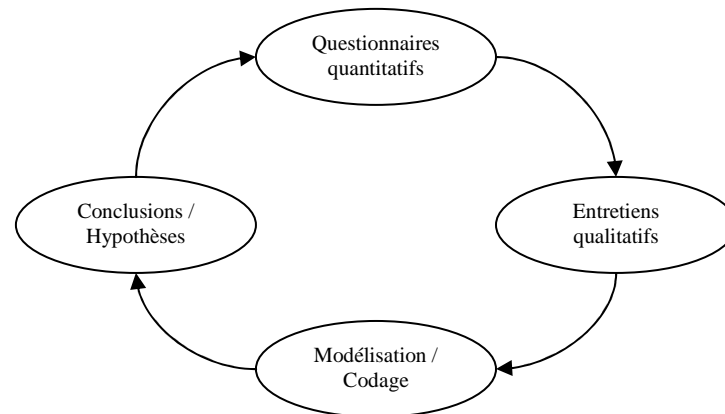 Questionnaires
quantitatifs
Conclusions /
Hypothèses
Entretiens
qualitatifs
Modélisation /
Codage